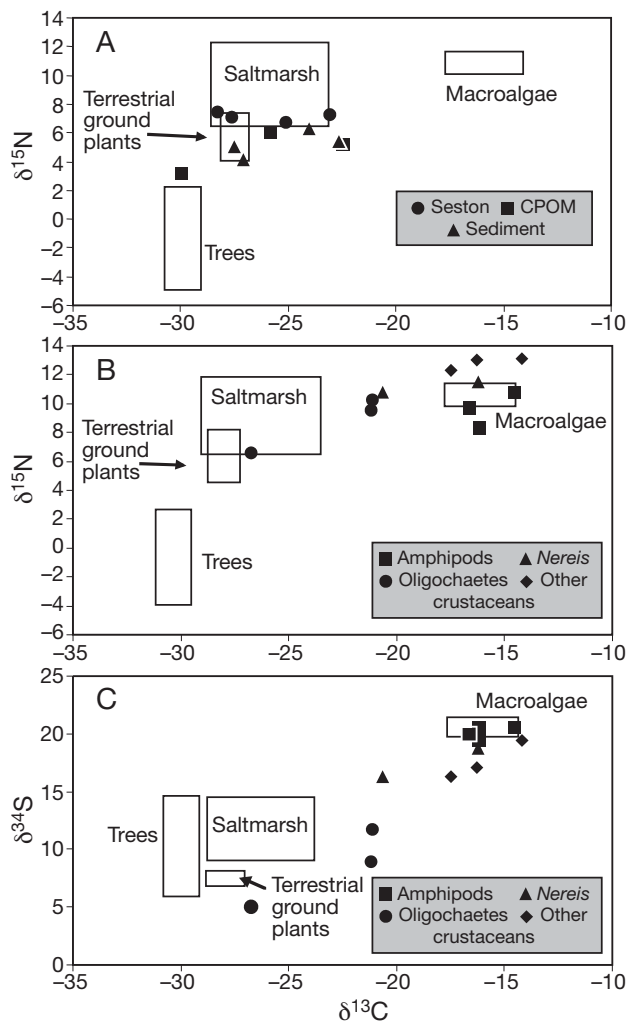 A
14
12
10
8
6
4
2
0
−2
−4
−6
δ15N
Saltmarsh
Terrestrial
ground
plants
Macroalgae
Trees
Seston CPOM
Sediment
−35 −30 −25 −20 −15 −10
B
14
12
10
8
6
4
2
0
−2
−4
−6
δ15N
Saltmarsh
Terrestrial
ground
plants
Macroalgae
Trees
Amphipods Nereis
Oligochaetes Other
crustaceans
−35 −30 −25 −20 −15 −10
C
25
20
15
10
5
0
δ34S
Macroalgae
Trees
Saltmarsh
Terrestrial
ground
plants
Amphipods Nereis
Oligochaetes Other
crustaceans
−35 −30 −25 −20 −15 −10
δ13C